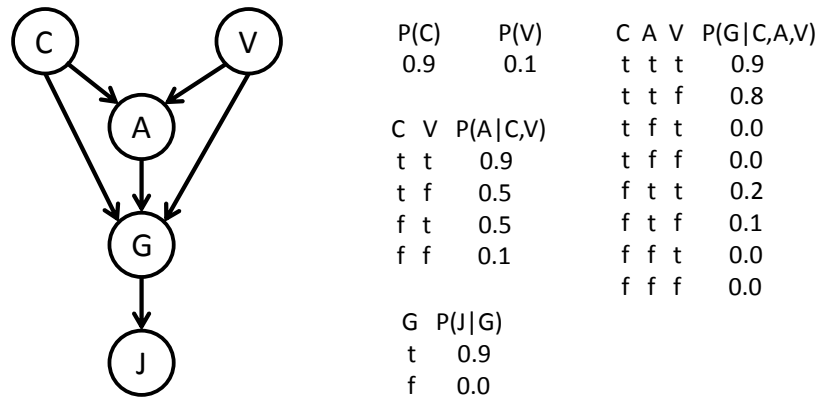 C
V
A
G
J
P(C) P(V)
0.9 0.1
C V P(A|C,V)
t t 0.9
t f 0.5
f t 0.5
f f 0.1
G P(J|G)
t 0.9
f 0.0
C A V P(G|C,A,V)
t t t 0.9
t t f 0.8
t f t 0.0
t f f 0.0
f t t 0.2
f t f 0.1
f f t 0.0
f f f 0.0